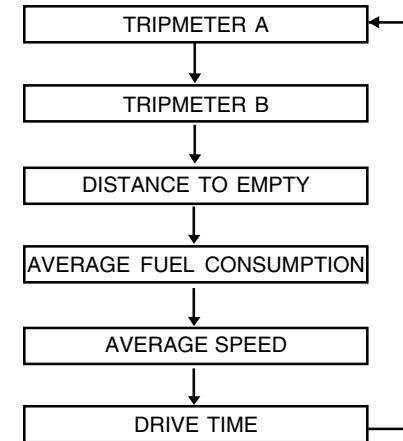 TRIPMETER A
TRIPMETER B
DISTANCE TO EMPTY
AVERAGE FUEL CONSUMPTION
AVERAGE SPEED
DRIVE TIME